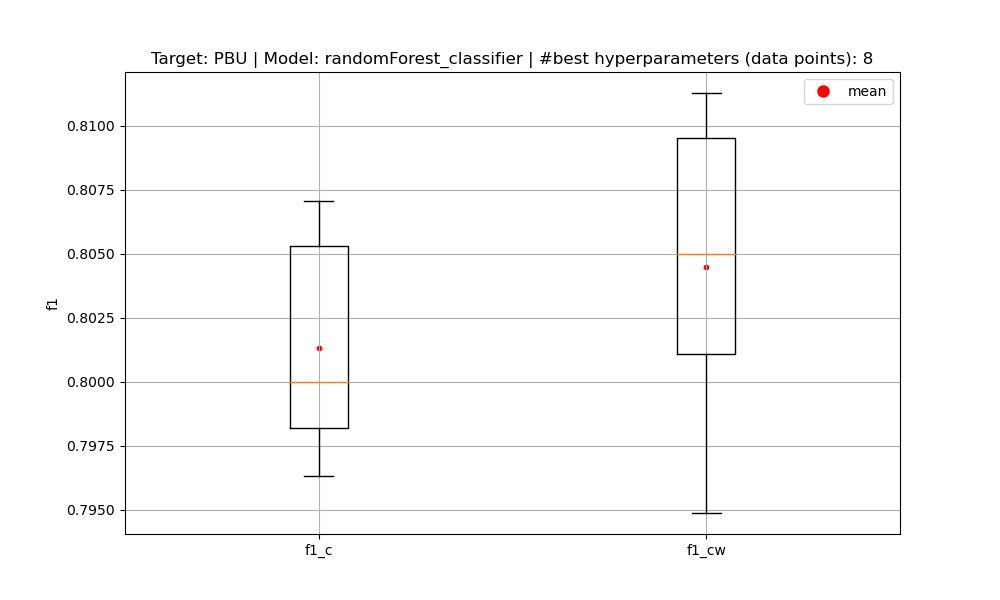 Target: PBU | Model: randomForest_classifier | #best hyperparameters (data points): 8
mean
0.8100
0.8075
0.8050
0.8025
0.8000
0.7975
0.7950
f1
f1_c
f1_cw